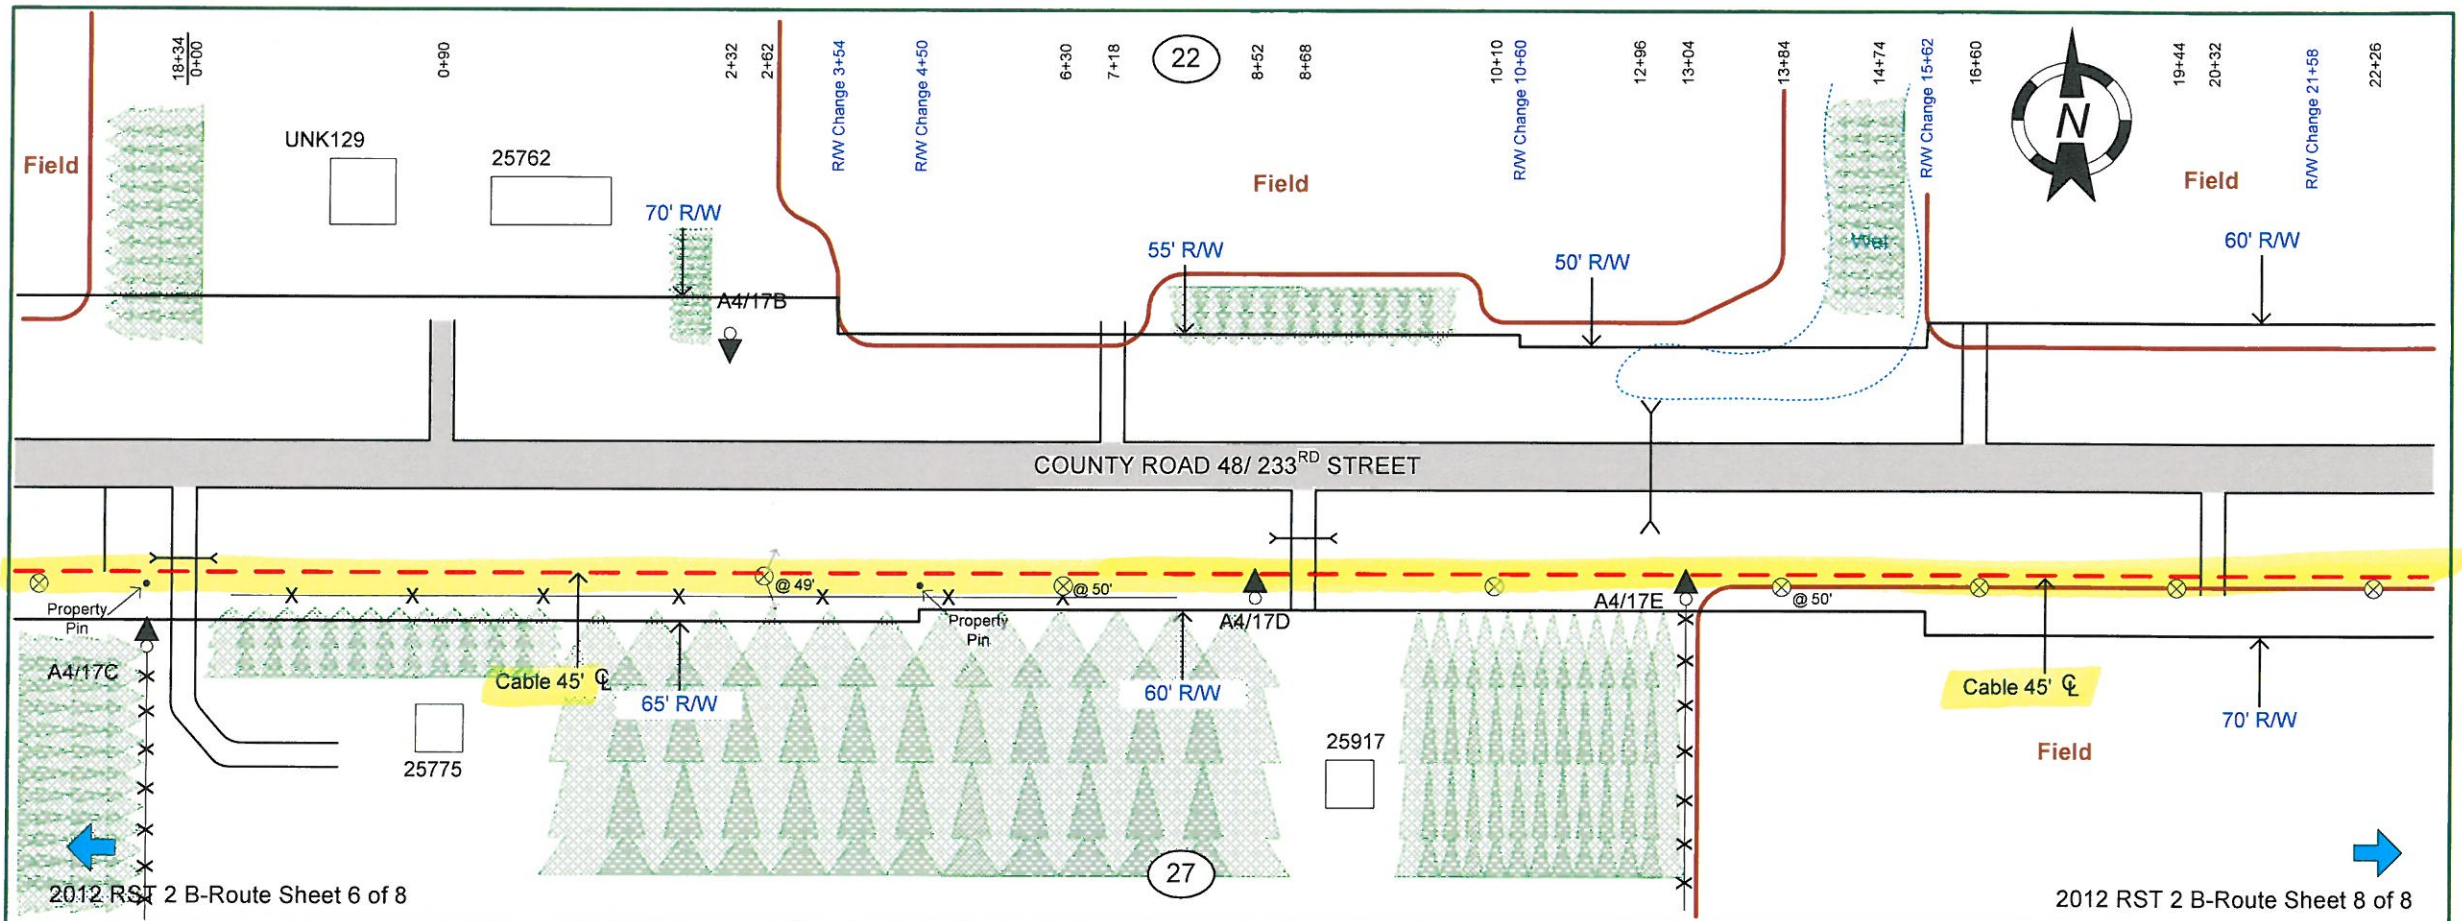 18+34
0+00
0+90
2+32
2+62
R/W Change 3+54
R/W Change 4+50
6+30
7+18
22
8+52
8+68
10+10
R/W Change 10+60
12+96
13+04
13+84
14+74
R/W Change 15+62
16+60
19+44
20+32
R/W Change 21+58
22+26
N
Field
UNK129
25762
70' R/W
A4/17B
Field
55' R/W
50' R/W
Wet
Field
60' R/W
COUNTY ROAD 48/ 233RD STREET
Property
Pin
@ 49'
@ 50'
Property
Pin
A4/17D
A4/17E
@ 50'
A4/17C
Cable 45' ℄
65' R/W
60' R/W
Cable 45' ℄
70' R/W
25775
25917
Field
27
2012 RST 2 B-Route Sheet 6 of 8
2012 RST 2 B-Route Sheet 8 of 8